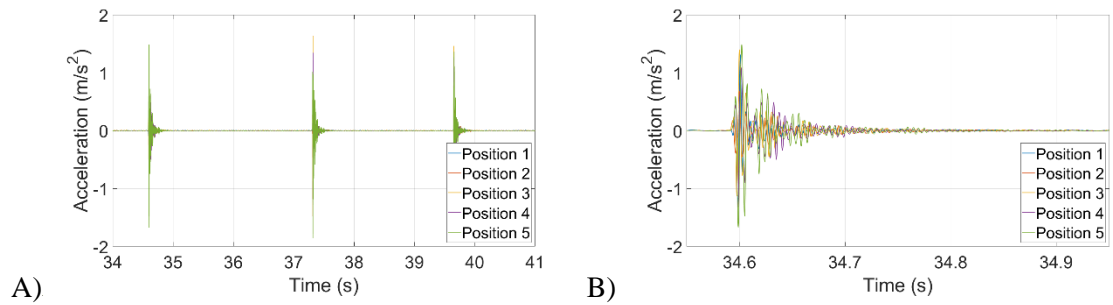 A)
Acceleration (m/s²)
2
1
0
-1
-2
34 35 36 37 38 39 40 41
Time (s)
Position 1
Position 2
Position 3
Position 4
Position 5
B)
Acceleration (m/s²)
2
1
0
-1
-2
34.6 34.7 34.8 34.9
Time (s)
Position 1
Position 2
Position 3
Position 4
Position 5